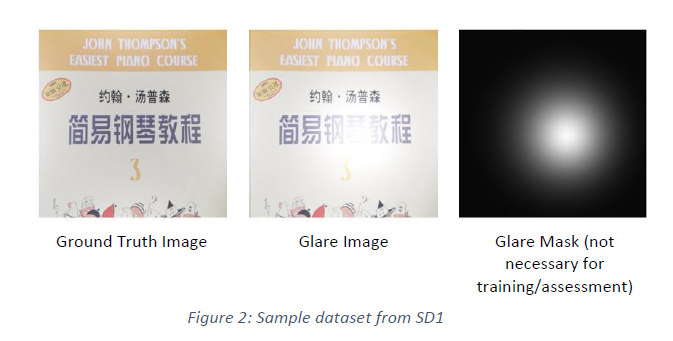 JOHN THOMPSON'S
EASIEST PIANO COURSE
约翰·汤普森
简易钢琴教程
3
JOHN THOMPSON'S
EASIEST PIANO COURSE
约翰·汤普森
简易钢琴教程
3
Ground Truth Image
Glare Image
Glare Mask (not
necessary for
training/assessment)
Figure 2: Sample dataset from SD1